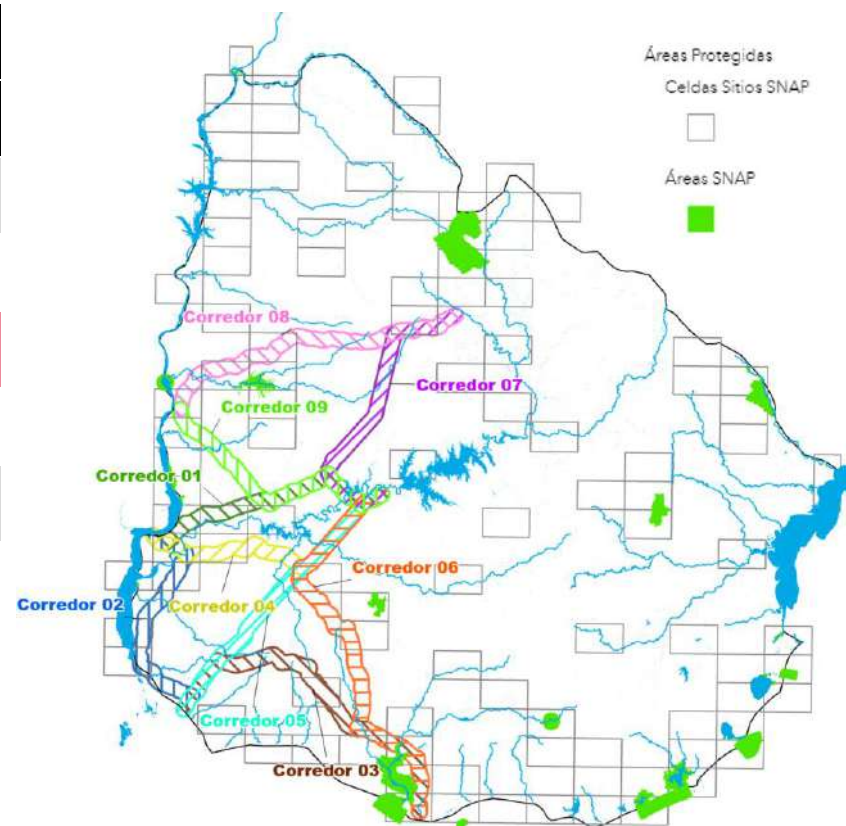 Áreas Protegidas
Celdas Sitios SNAP
Áreas SNAP
Corredor 08
Corredor 07
Corredor 09
Corredor 01
Corredor 06
Corredor 02
Corredor 04
Corredor 05
Corredor 03